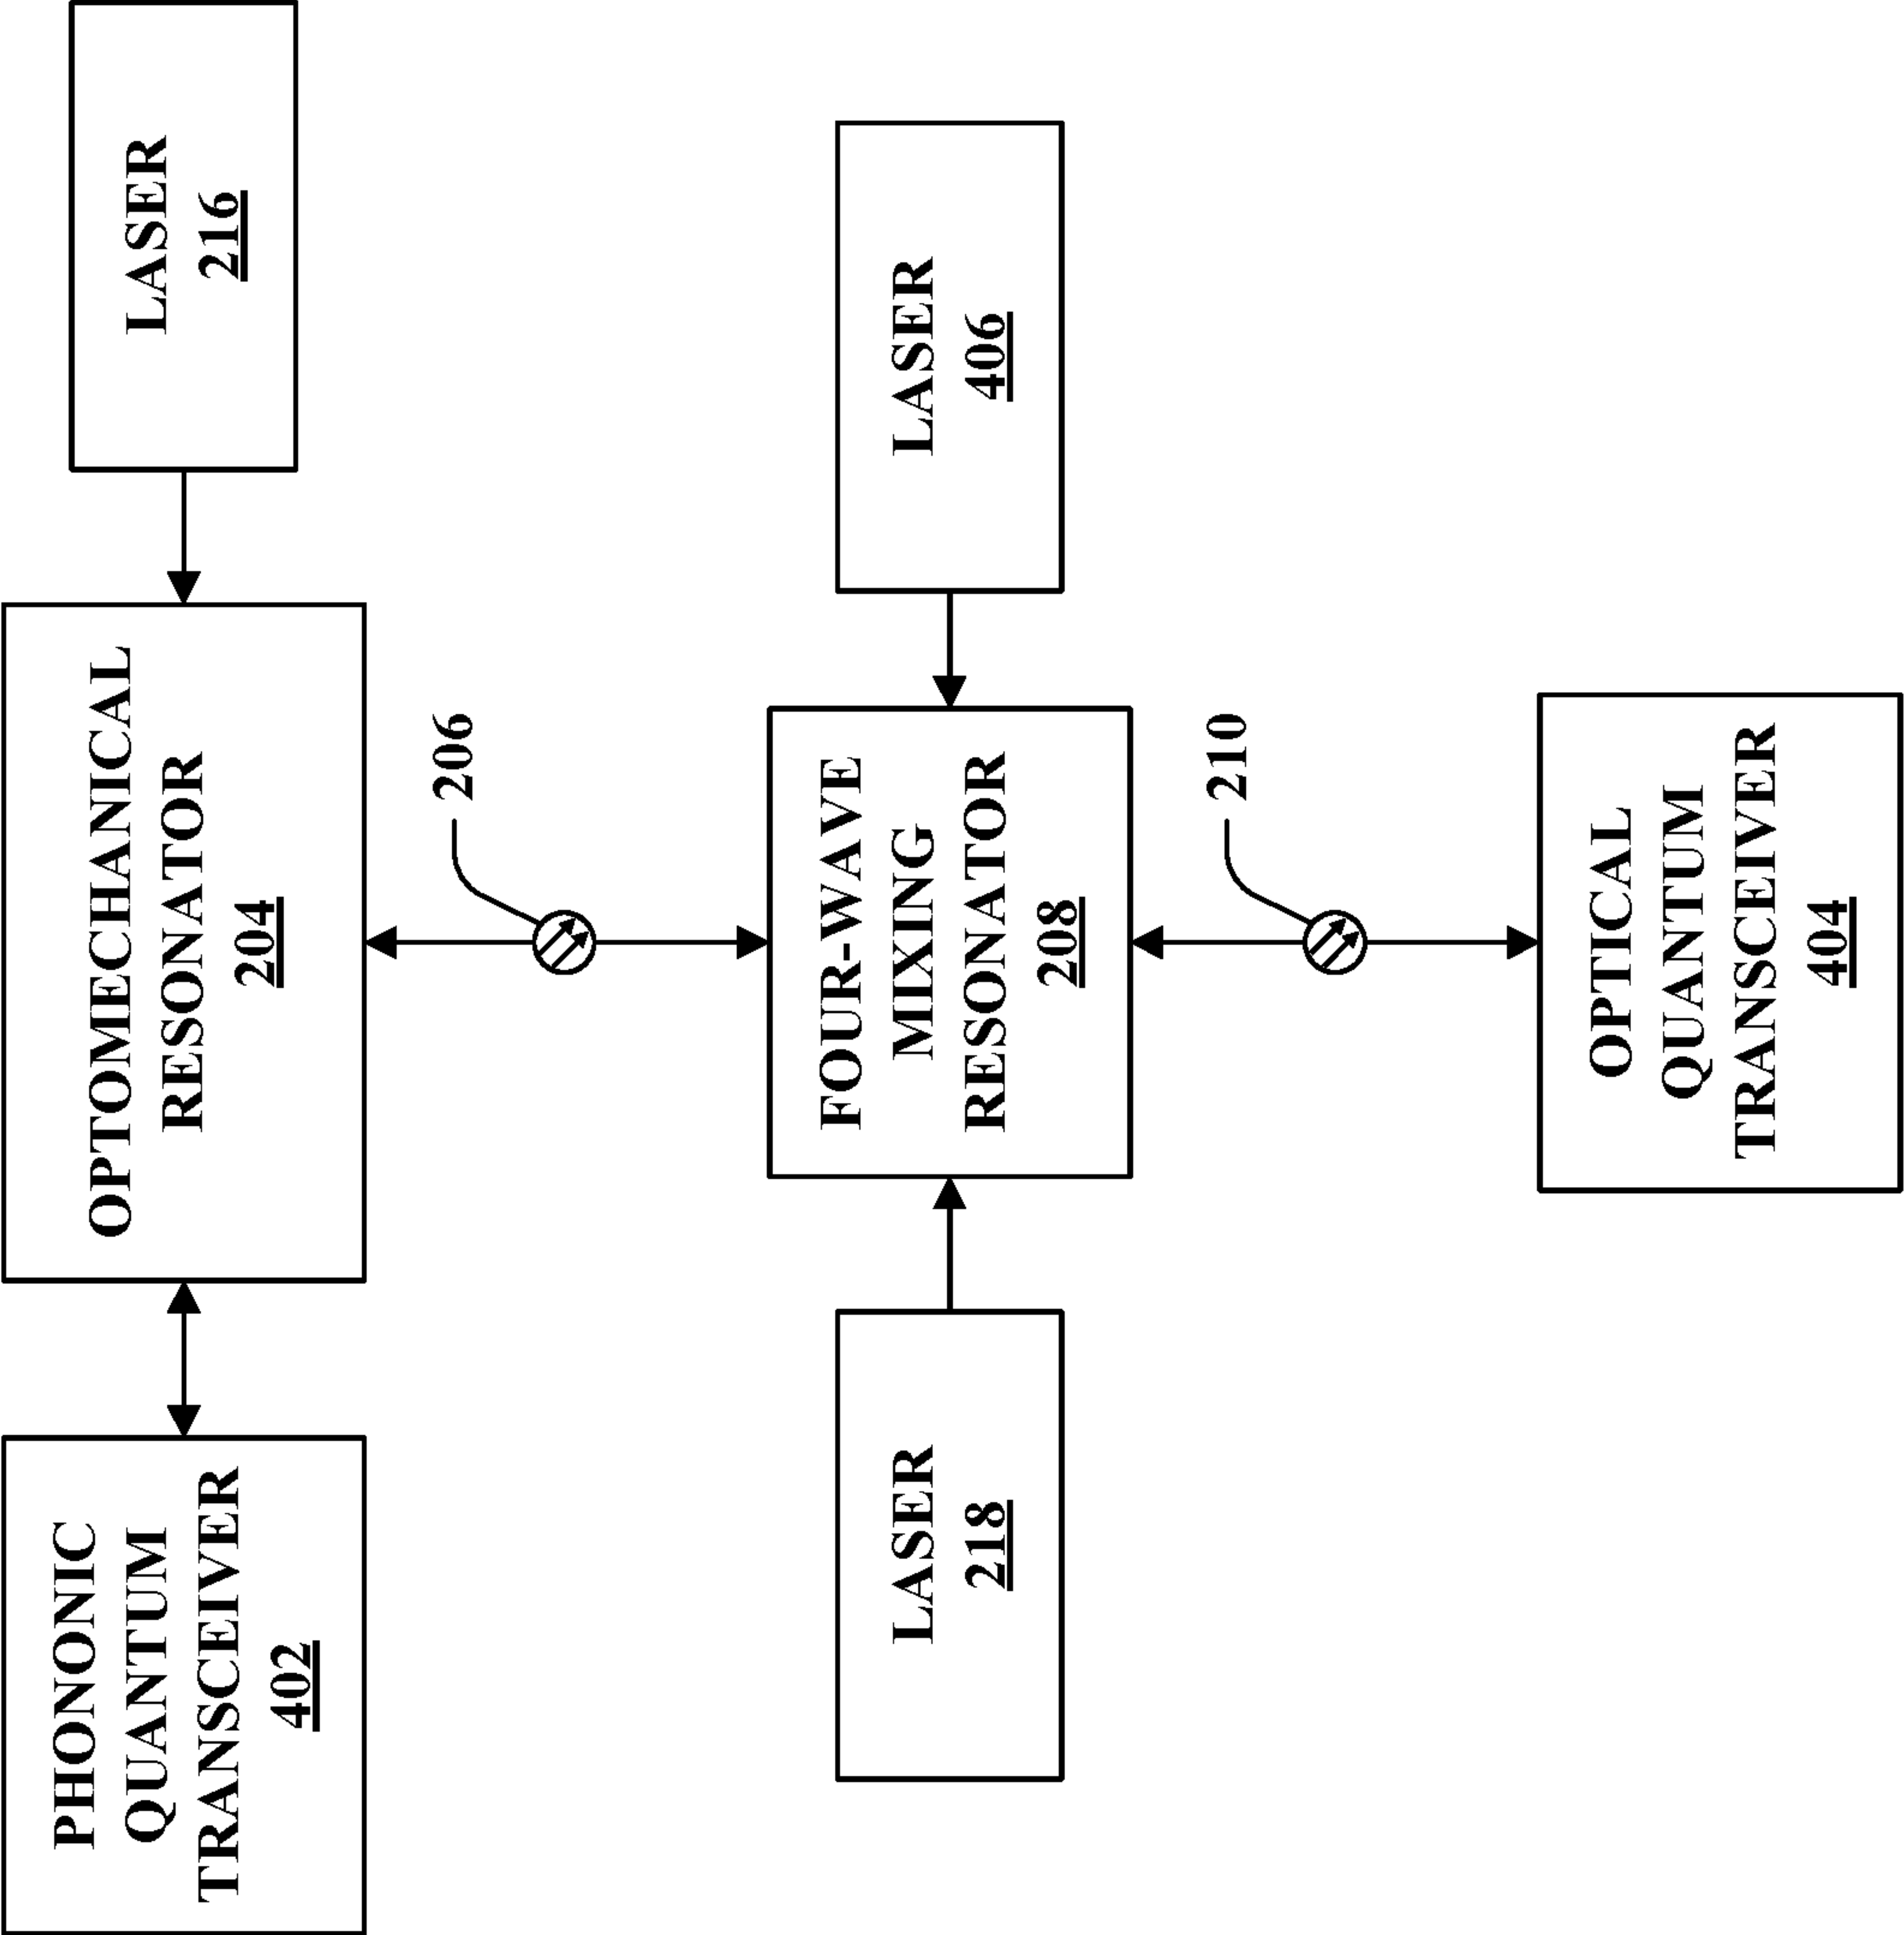 PHONONIC
QUANTUM
TRANSCEIVER
402
OPTOMECHANICAL
RESONATOR
204
LASER
216
206
LASER
218
FOUR-WAVE
MIXING
RESONATOR
208
LASER
406
210
OPTICAL
QUANTUM
TRANSCEIVER
404